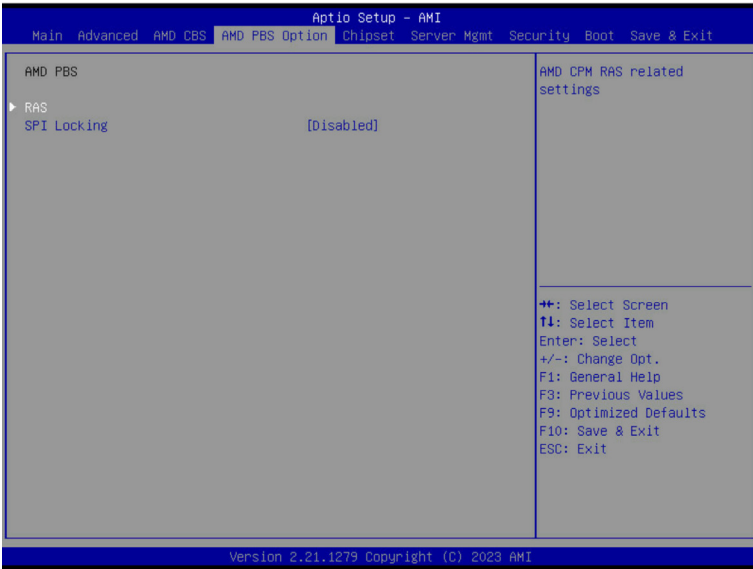 Aptio Setup – AMI
Main Advanced AMD CBS AMD PBS Option Chipset Server Mgmt Security Boot Save & Exit
AMD PBS
RAS
SPI Locking [Disabled]
AMD CPM RAS related
settings
→←: Select Screen
↑↓: Select Item
Enter: Select
+/-: Change Opt.
F1: General Help
F3: Previous Values
F9: Optimized Defaults
F10: Save & Exit
ESC: Exit
Version 2.21.1279 Copyright (C) 2023 AMI